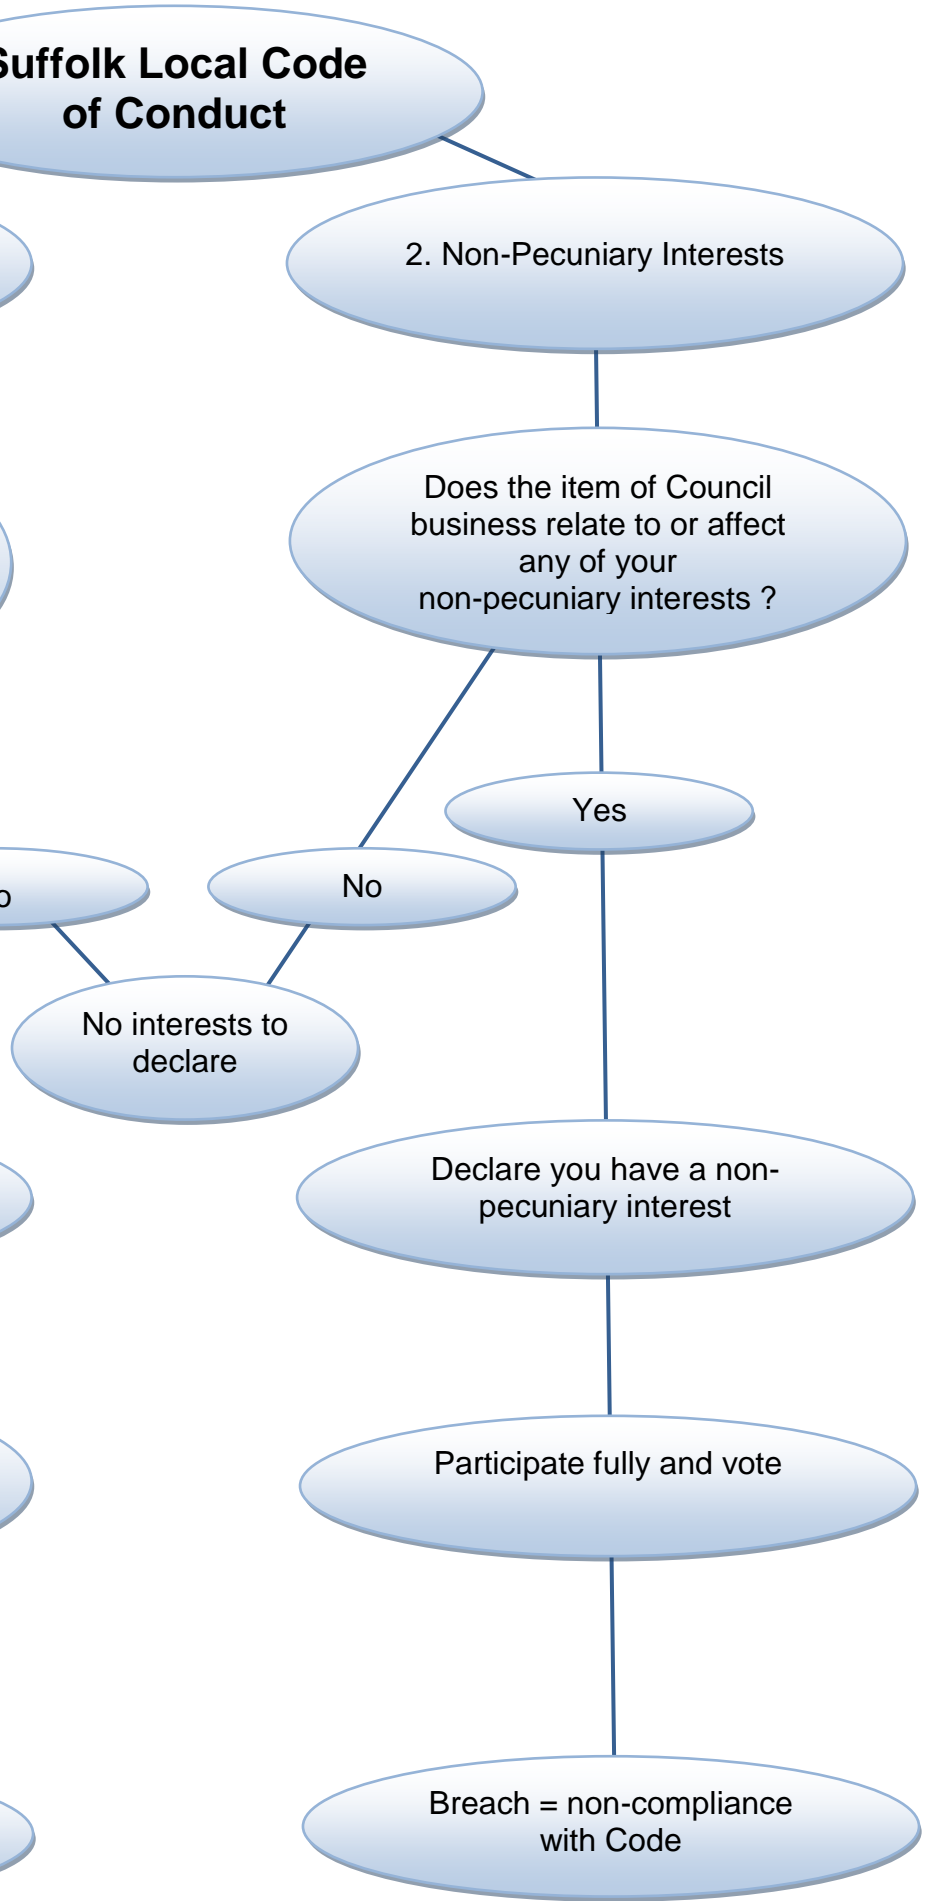 Suffolk Local Code
of Conduct
2. Non-Pecuniary Interests
Does the item of Council
business relate to or affect
any of your
non-pecuniary interests ?
Yes
No
No interests to
declare
Declare you have a non-
pecuniary interest
Participate fully and vote
Breach = non-compliance
with Code